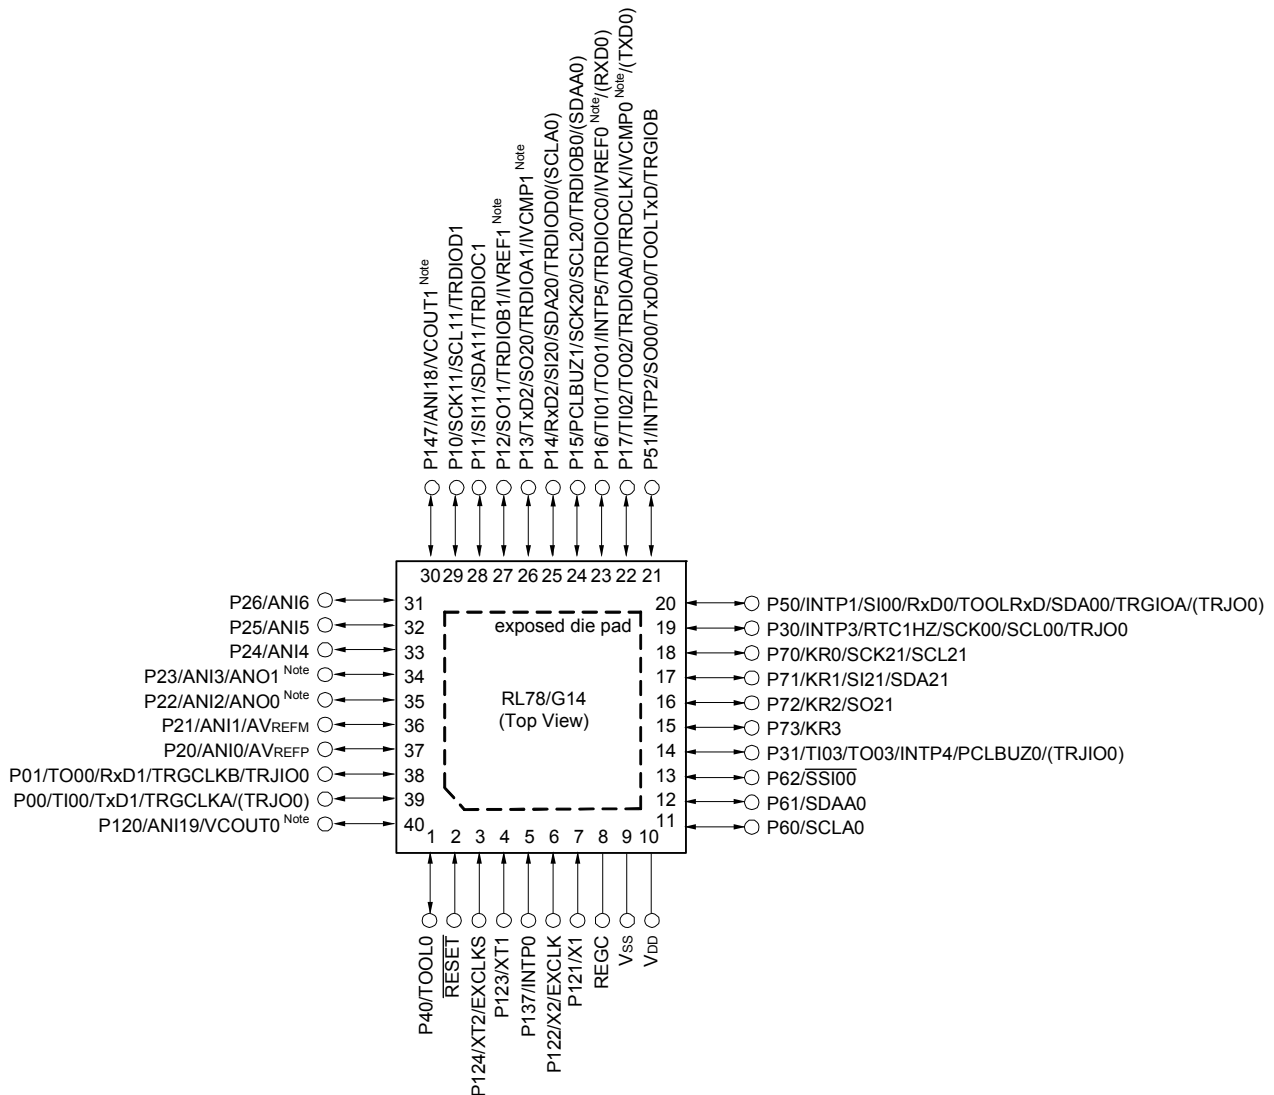 P147/ANI18/VCOUT1 Note
P10/SCK11/SCL11/TRDIOD1
P11/SI11/SDA11/TRDIOC1
P12/SO11/TRDIOB1/IVREF1 Note
P13/TxD2/SO20/TRDIOA1/IVCMP1 Note
P14/RxD2/SI20/SDA20/TRDIOD0/(SCLA0)
P15/PCLBUZ1/SCK20/SCL20/TRDIOB0/(SDAA0)
P16/TI01/TO01/INTP5/TRDIOC0/IVREF0 Note/(RXD0)
P17/TI02/TO02/TRDIOA0/TRDCLK/IVCMP0 Note/(TXD0)
P51/INTP2/SO00/TxD0/TOOLTxD/TRGIOB
30 29 28 27 26 25 24 23 22 21
P26/ANI6 31
P25/ANI5 32
P24/ANI4 33
P23/ANI3/ANO1 Note 34
P22/ANI2/ANO0 Note 35
P21/ANI1/AVREFM 36
P20/ANI0/AVREFP 37
P01/TO00/RxD1/TRGCLKB/TRJIO0 38
P00/TI00/TxD1/TRGCLKA/(TRJO0) 39
P120/ANI19/VCOUT0 Note 40
exposed die pad
RL78/G14
(Top View)
20 P50/INTP1/SI00/RxD0/TOOLRxD/SDA00/TRGIOA/(TRJO0)
19 P30/INTP3/RTC1HZ/SCK00/SCL00/TRJO0
18 P70/KR0/SCK21/SCL21
17 P71/KR1/SI21/SDA21
16 P72/KR2/SO21
15 P73/KR3
14 P31/TI03/TO03/INTP4/PCLBUZ0/(TRJIO0)
13 P62/SSI00
12 P61/SDAA0
11 P60/SCLA0
1 2 3 4 5 6 7 8 9 10
P40/TOOL0
RESET
P124/XT2/EXCLKS
P123/XT1
P137/INTP0
P122/X2/EXCLK
P121/X1
REGC
VSS
VDD